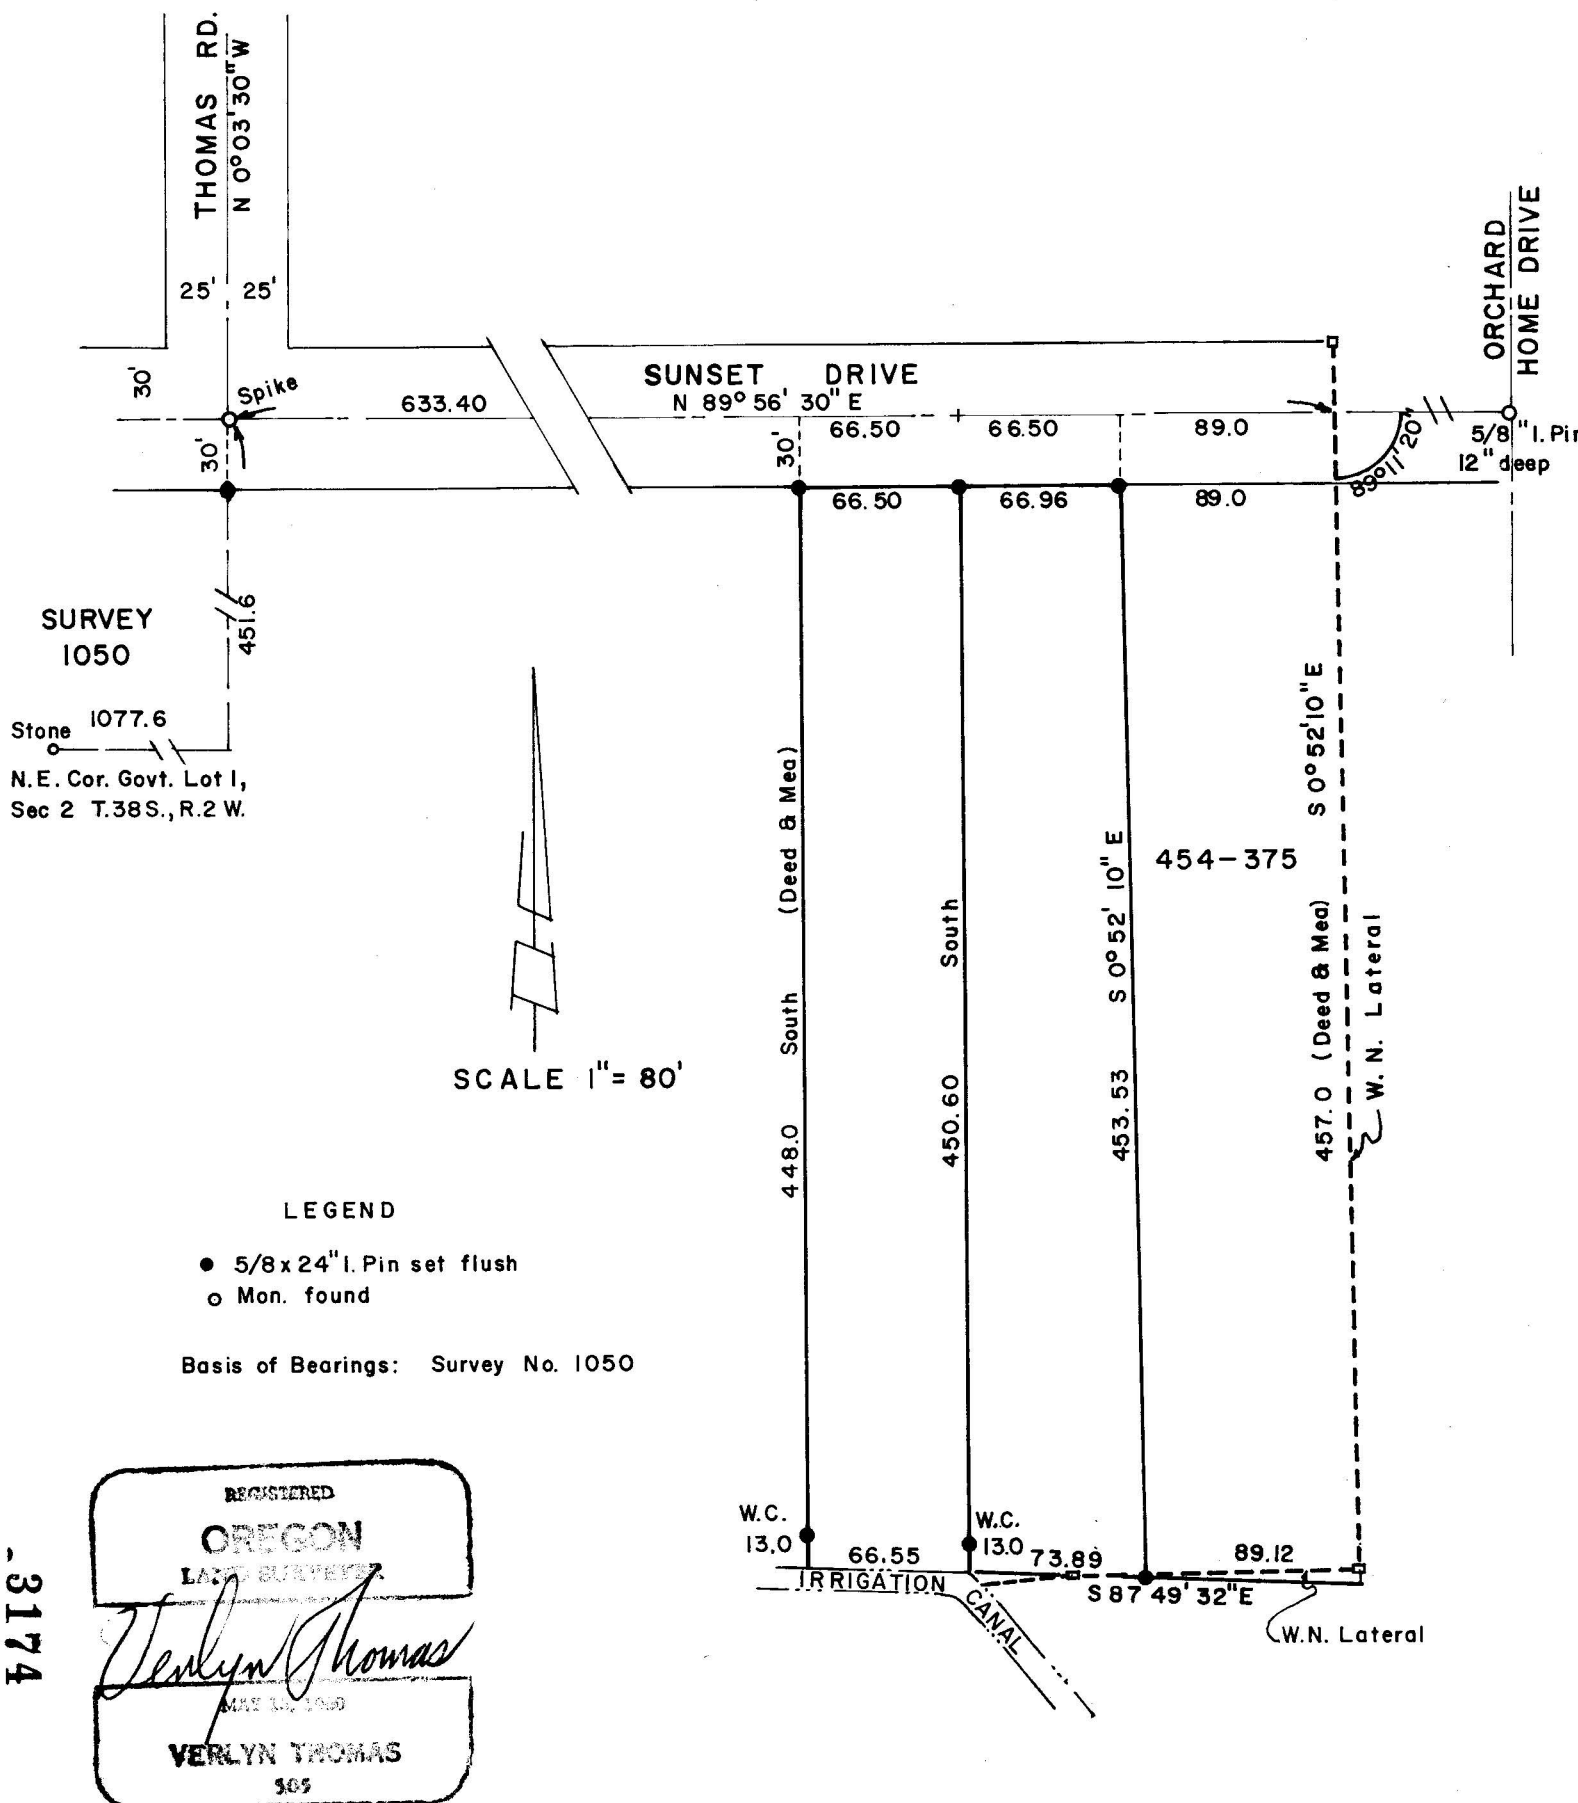 THOMAS RD.
N 0°03'30"W
25' 25'
ORCHARD
HOME DRIVE
30'
Spike
30'
633.40
SUNSET DRIVE
N 89° 56' 30" E
66.50 66.50 89.0
30'
66.50 66.96 89.0
89°11'20"
5/8" I. Pin
12" deep
SURVEY
1050
451.6
Stone 1077.6
N.E. Cor. Govt. Lot 1,
Sec 2 T.38S., R.2 W.
448.0 South (Deed & Mea)
450.60 South
453.53 S 0° 52' 10" E
454-375
457.0 (Deed & Mea) S 0° 52'10" E
W. N. Lateral
SCALE 1" = 80'
LEGEND
5/8 x 24" I. Pin set flush
Mon. found
Basis of Bearings: Survey No. 1050
W.C.
13.0
66.55
W.C.
13.0
73.89
89.12
IRRIGATION
CANAL
S 87 49' 32" E
W.N. Lateral
REGISTERED
OREGON
LAND SURVEYOR
Verlyn Thomas
VERLYN THOMAS
505
3174